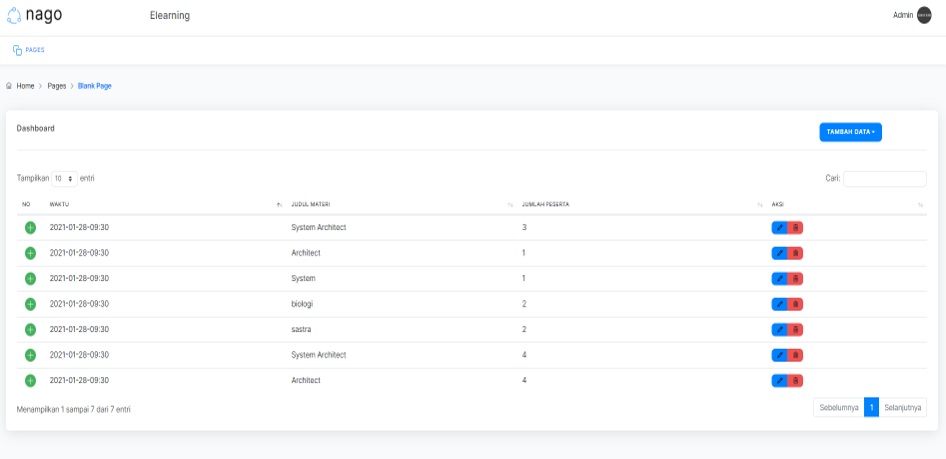 nago Elearning Admin
PAGES
Home > Pages > Blank Page
Dashboard TAMBAH DATA
Tampilkan 10 entri Cari:
NO WAKTU JUDUL MATERI JUMLAH PESERTA AKSI
2021-01-28-09:30 System Architect 3
2021-01-28-09:30 Architect 1
2021-01-28-09:30 System 1
2021-01-28-09:30 biologi 2
2021-01-28-09:30 sastra 2
2021-01-28-09:30 System Architect 4
2021-01-28-09:30 Architect 4
Menampilkan 1 sampai 7 dari 7 entri Sebelumnya 1 Selanjutnya